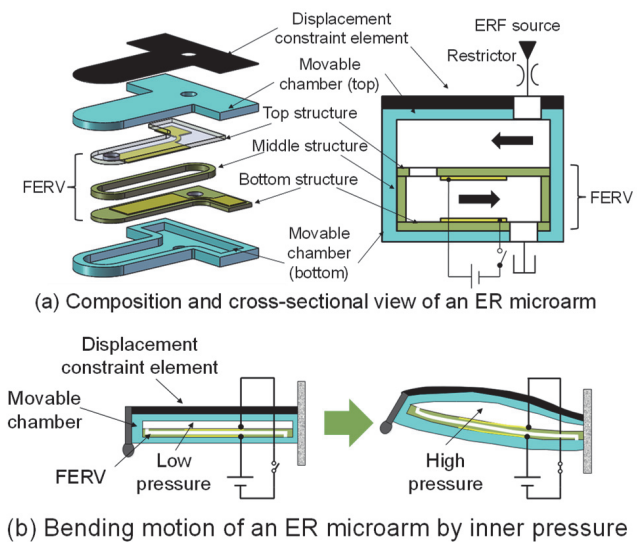 Displacement
constraint element
ERF source
Restrictor
Movable
chamber (top)
Top structure
Middle structure
Bottom structure
FERV
FERV
Movable
chamber
(bottom)
(a) Composition and cross-sectional view of an ER microarm
Displacement
constraint element
Movable
chamber
FERV
Low
pressure
High
pressure
(b) Bending motion of an ER microarm by inner pressure